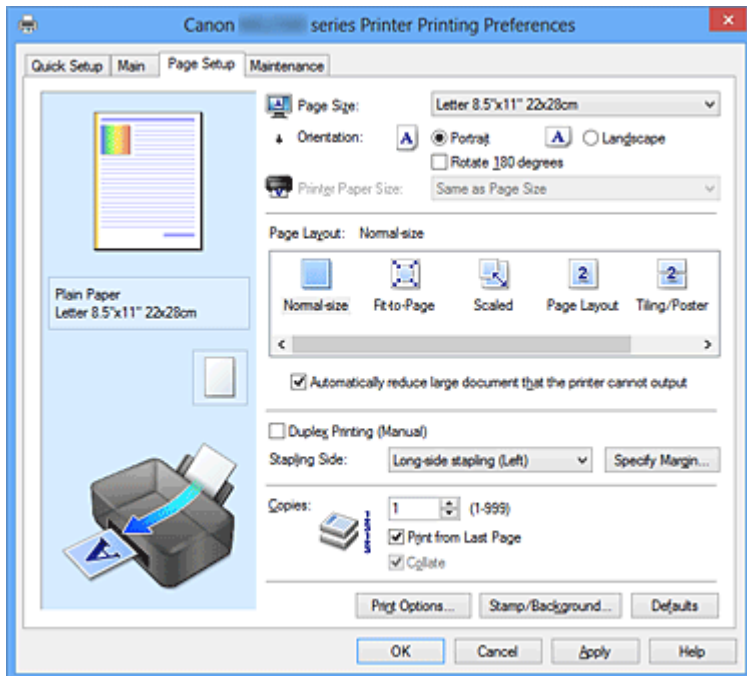 Canon series Printer Printing Preferences
Quick Setup Main Page Setup Maintenance
Page Size: Letter 8.5"x11" 22x28cm
Orientation: A Portrait A Landscape
Rotate 180 degrees
Printer Paper Size: Same as Page Size
Page Layout: Normal-size
2 2
Normal-size Fit-to-Page Scaled Page Layout Tiling/Poster
Plain Paper
Letter 8.5"x11" 22x28cm
Automatically reduce large document that the printer cannot output
Duplex Printing (Manual)
Stapling Side: Long-side stapling (Left) Specify Margin...
Copies: 1 (1-999)
Print from Last Page
Collate
A
Print Options... Stamp/Background... Defaults
OK Cancel Apply Help